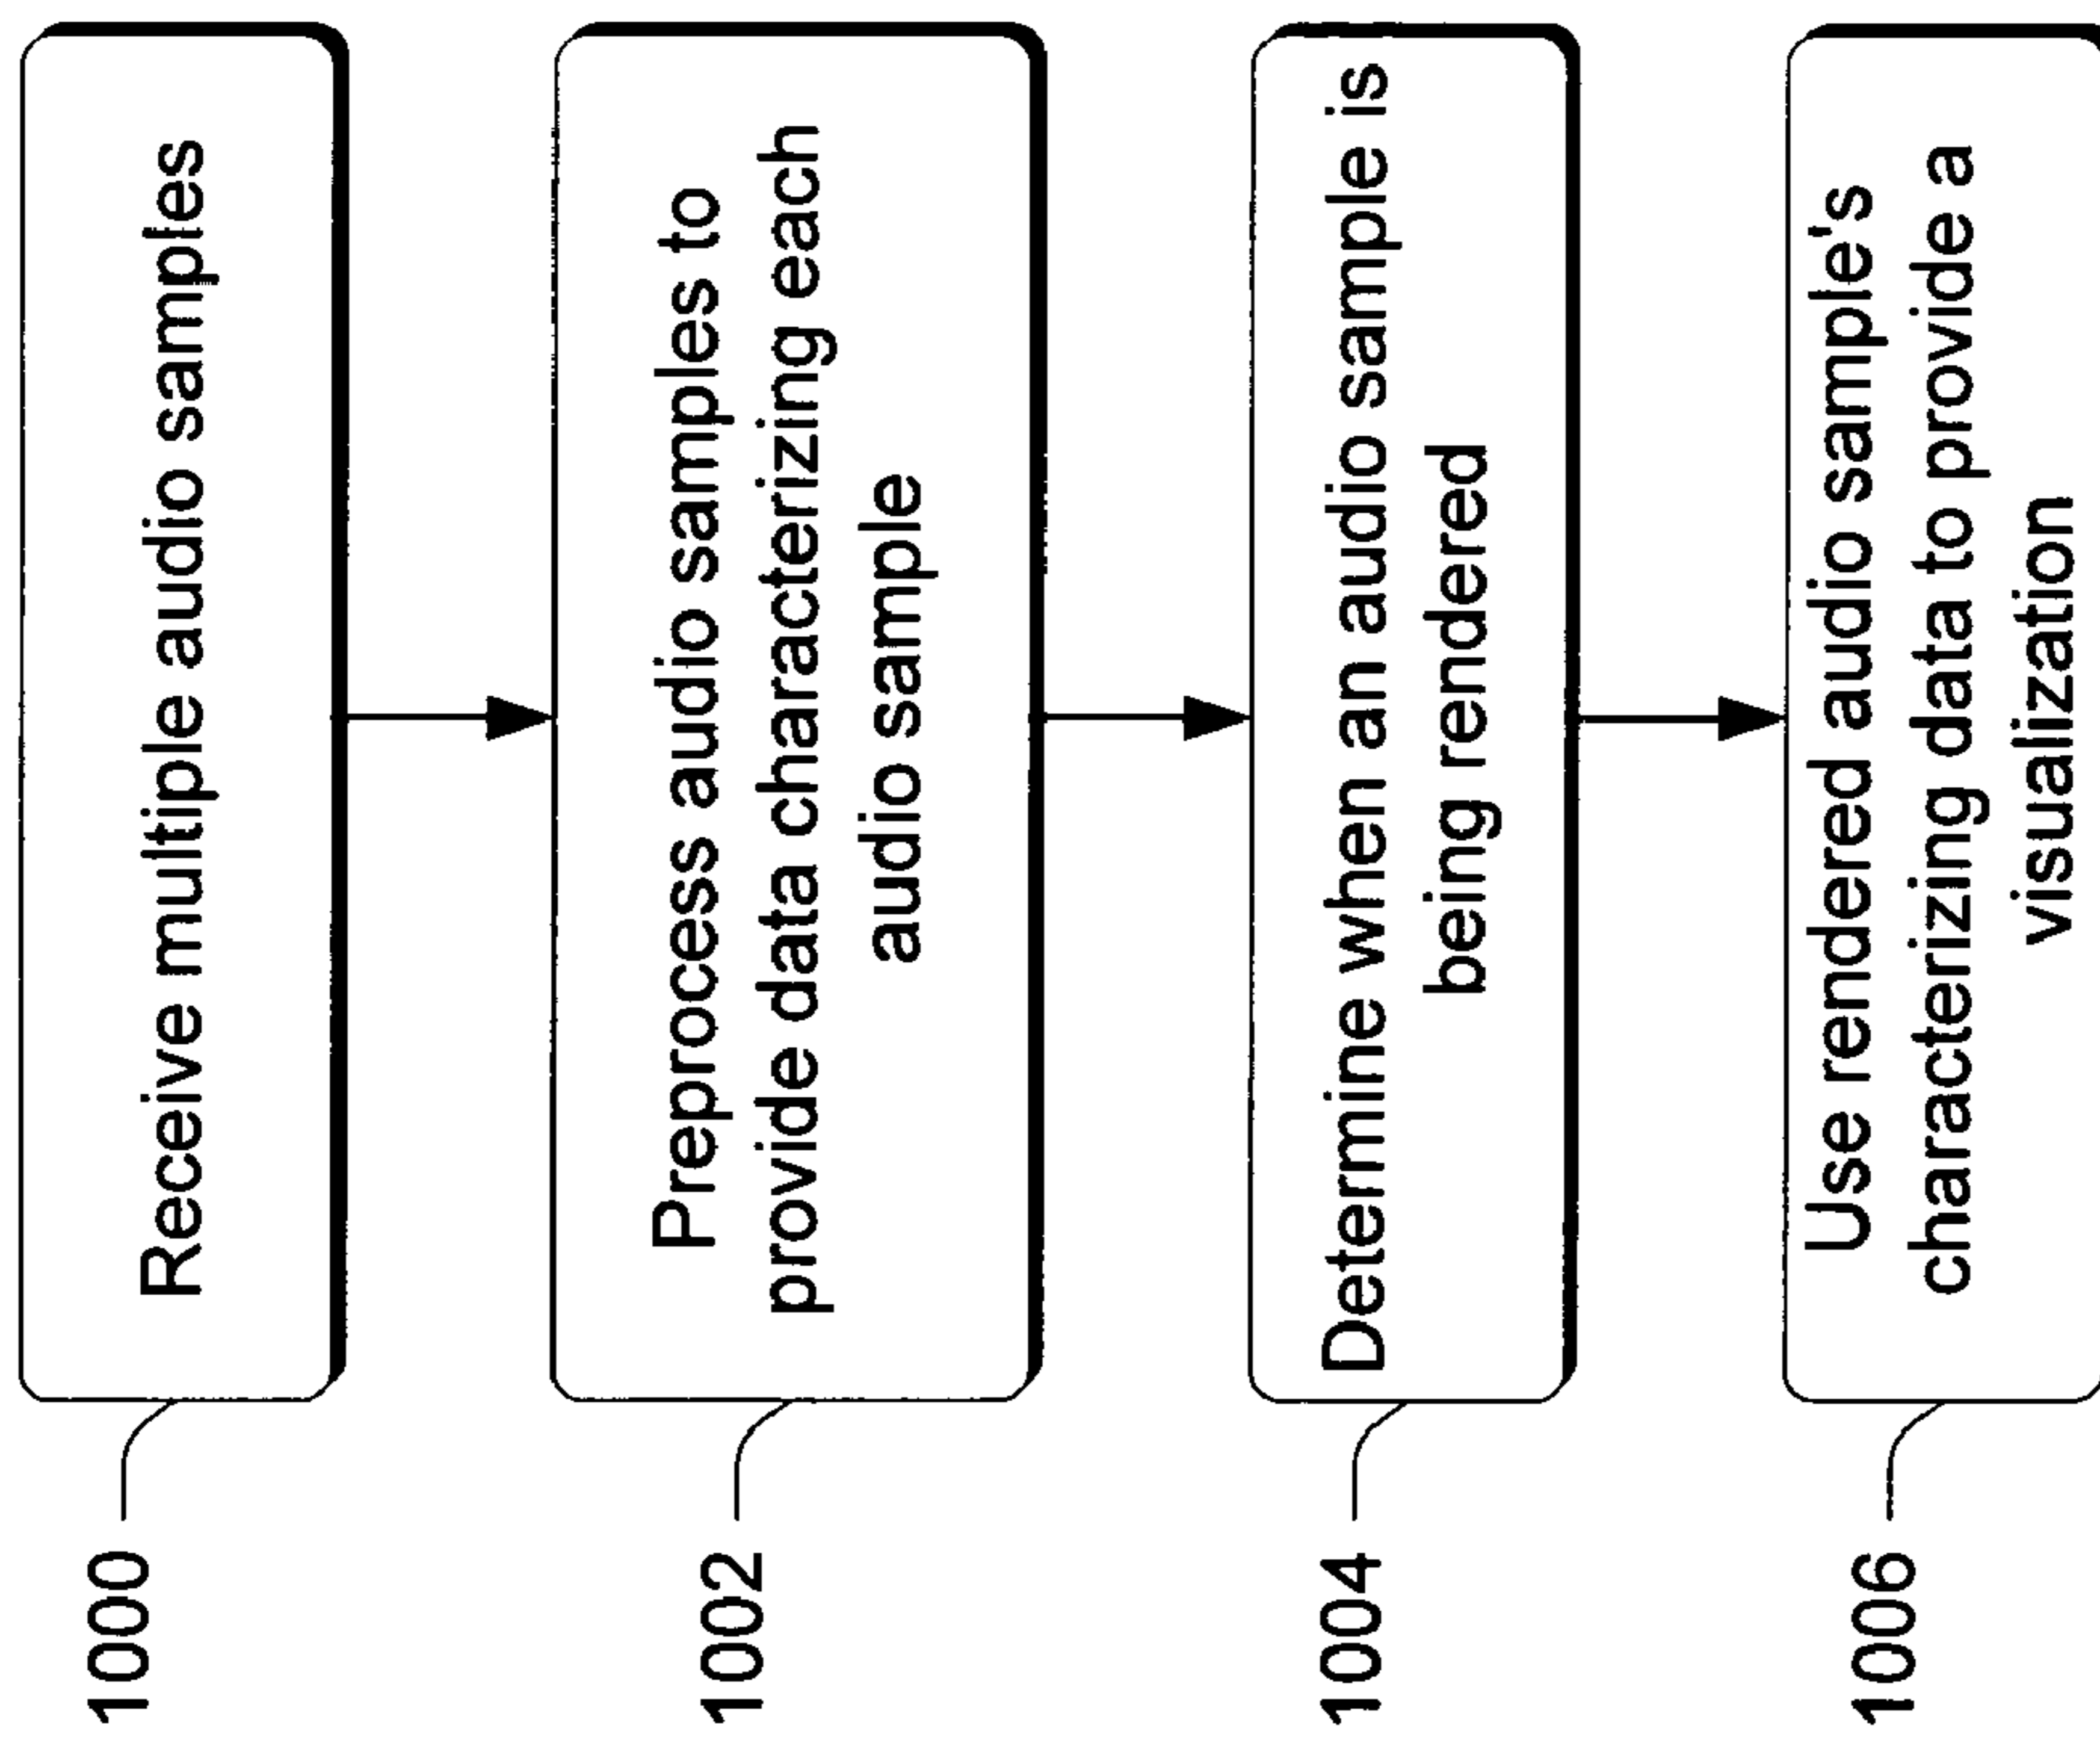 1000
Receive multiple audio samples
1002
Preprocess audio samples to
provide data characterizing each
audio sample
1004
Determine when an audio sample is
being rendered
1006
Use rendered audio sample's
characterizing data to provide a
visualization